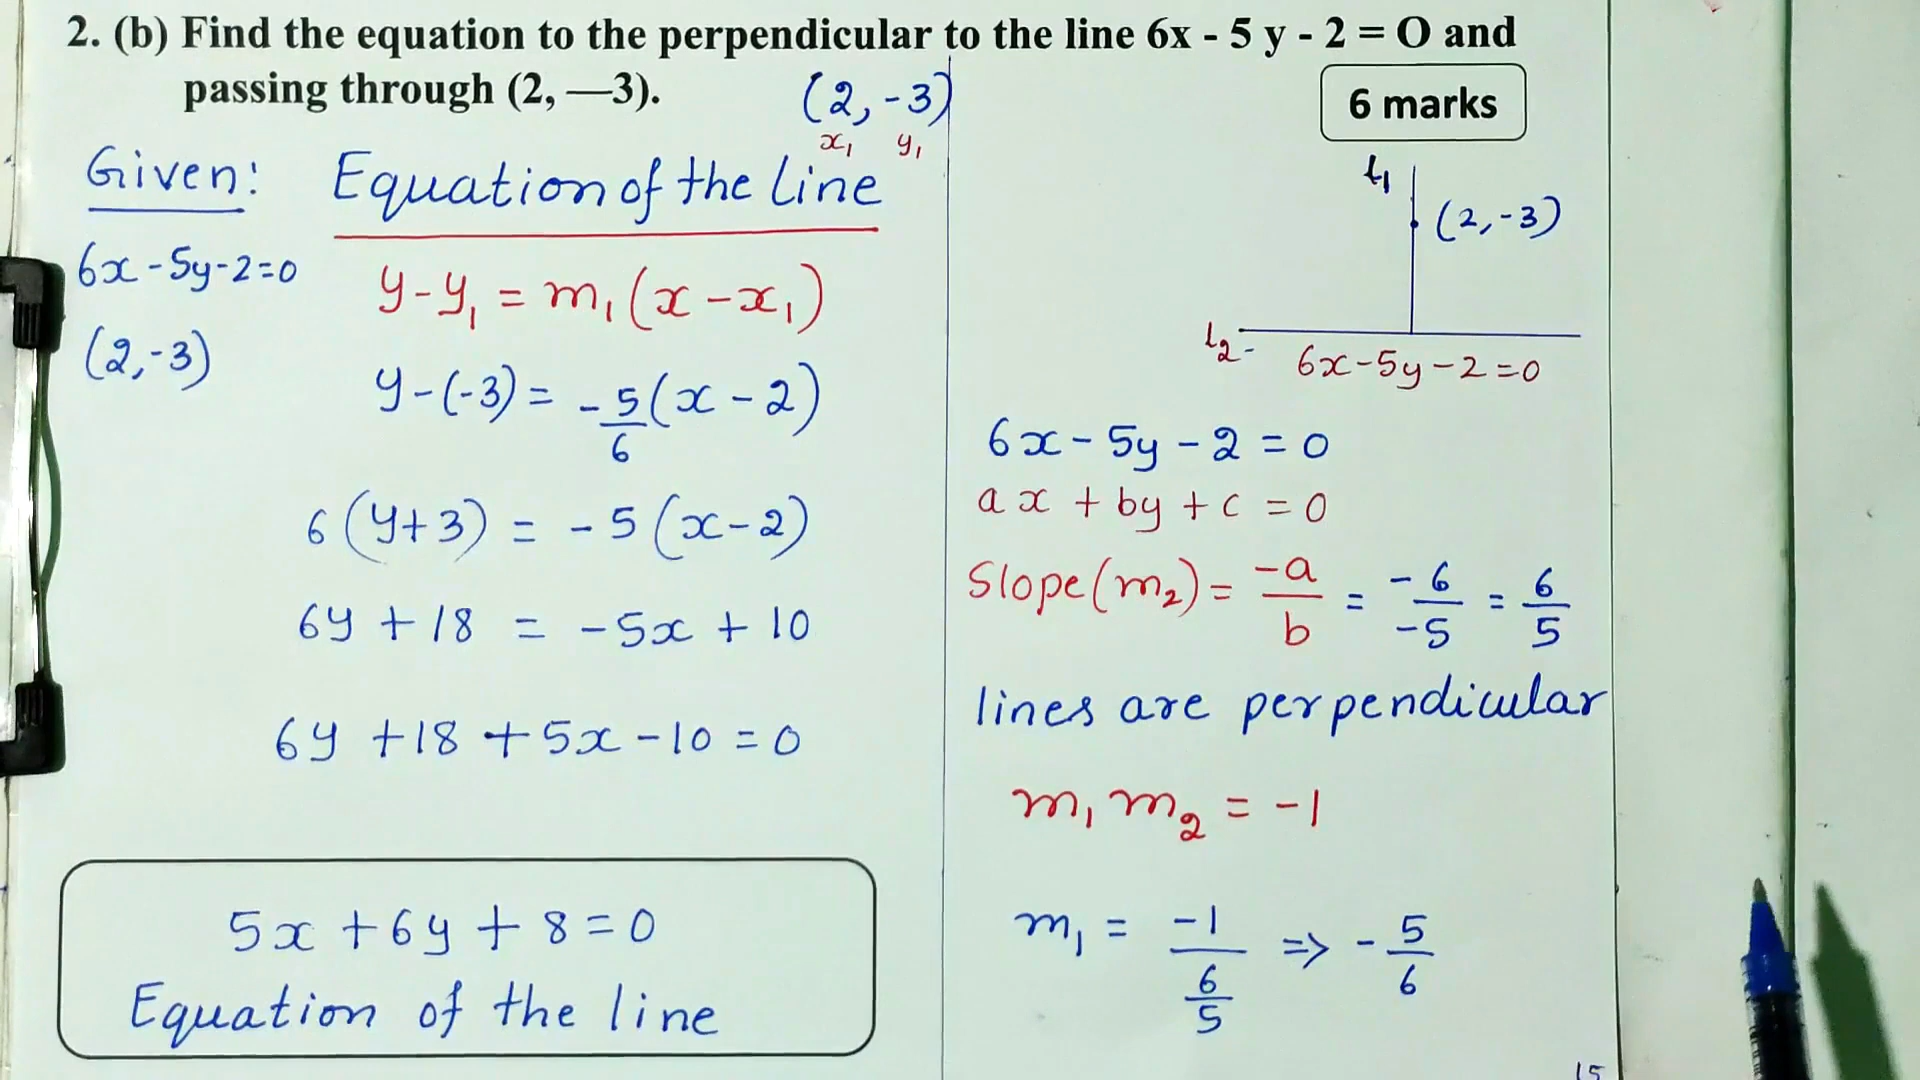 2. (b) Find the equation to the perpendicular to the line 6x - 5 y - 2 = O and
passing through (2, —3).
(2, -3)
x₁ y₁
6 marks
Given:
6x - 5y - 2 = 0
(2, -3)
Equation of the line
y - y₁ = m₁ (x - x₁)
y - (-3) = -5/6 (x - 2)
6 (y + 3) = - 5 (x - 2)
6y + 18 = - 5x + 10
6y + 18 + 5x - 10 = 0
5x + 6y + 8 = 0
Equation of the line
L₁
(2, -3)
L₂ -
6x - 5y - 2 = 0
6x - 5y - 2 = 0
a x + by + c = 0
Slope (m₂) = -a/b = -6/-5 = 6/5
lines are perpendicular
m₁ m₂ = -1
m₁ = -1/(6/5) => - 5/6
15